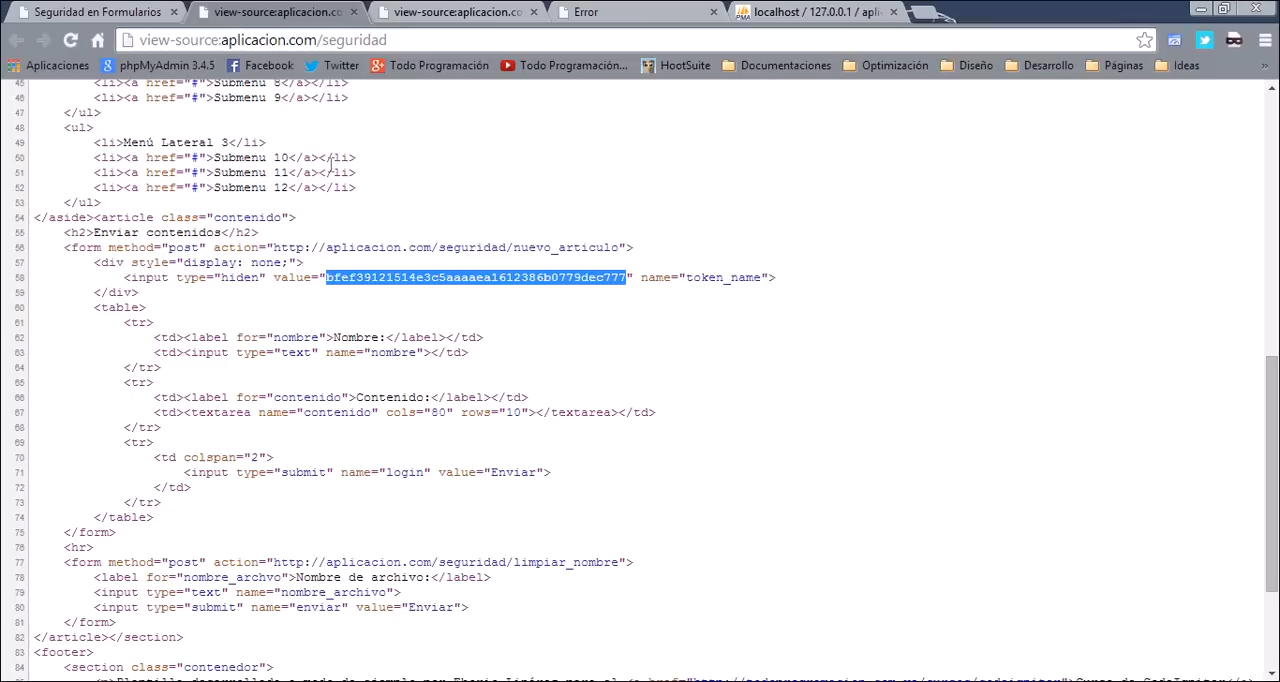 Seguridad en Formularios
view-source:aplicacion.co
view-source:aplicacion.co
Error
localhost / 127.0.0.1 / apli
view-source:aplicacion.com/seguridad
Aplicaciones
phpMyAdmin 3.4.5
Facebook
Twitter
Todo Programación
Todo Programación...
HootSuite
Documentaciones
Optimización
Diseño
Desarrollo
Páginas
Ideas
»
45 <li><a href="#">Submenu 8</a></li>
46 <li><a href="#">Submenu 9</a></li>
47 </ul>
48 <ul>
49 <li>Menú Lateral 3</li>
50 <li><a href="#">Submenu 10</a></li>
51 <li><a href="#">Submenu 11</a></li>
52 <li><a href="#">Submenu 12</a></li>
53 </ul>
54 </aside><article class="contenido">
55 <h2>Enviar contenidos</h2>
56 <form method="post" action="http://aplicacion.com/seguridad/nuevo_articulo">
57 <div style="display: none;">
58 <input type="hiden" value="bfef39121514e3c5aaaaea1612386b0779dec777" name="token_name">
59 </div>
60 <table>
61 <tr>
62 <td><label for="nombre">Nombre:</label></td>
63 <td><input type="text" name="nombre"></td>
64 </tr>
65 <tr>
66 <td><label for="contenido">Contenido:</label></td>
67 <td><textarea name="contenido" cols="80" rows="10"></textarea></td>
68 </tr>
69 <tr>
70 <td colspan="2">
71 <input type="submit" name="login" value="Enviar">
72 </td>
73 </tr>
74 </table>
75 </form>
76 <hr>
77 <form method="post" action="http://aplicacion.com/seguridad/limpiar_nombre">
78 <label for="nombre_archvo">Nombre de archivo:</label>
79 <input type="text" name="nombre_archivo">
80 <input type="submit" name="enviar" value="Enviar">
81 </form>
82 </article></section>
83 <footer>
84 <section class="contenedor">